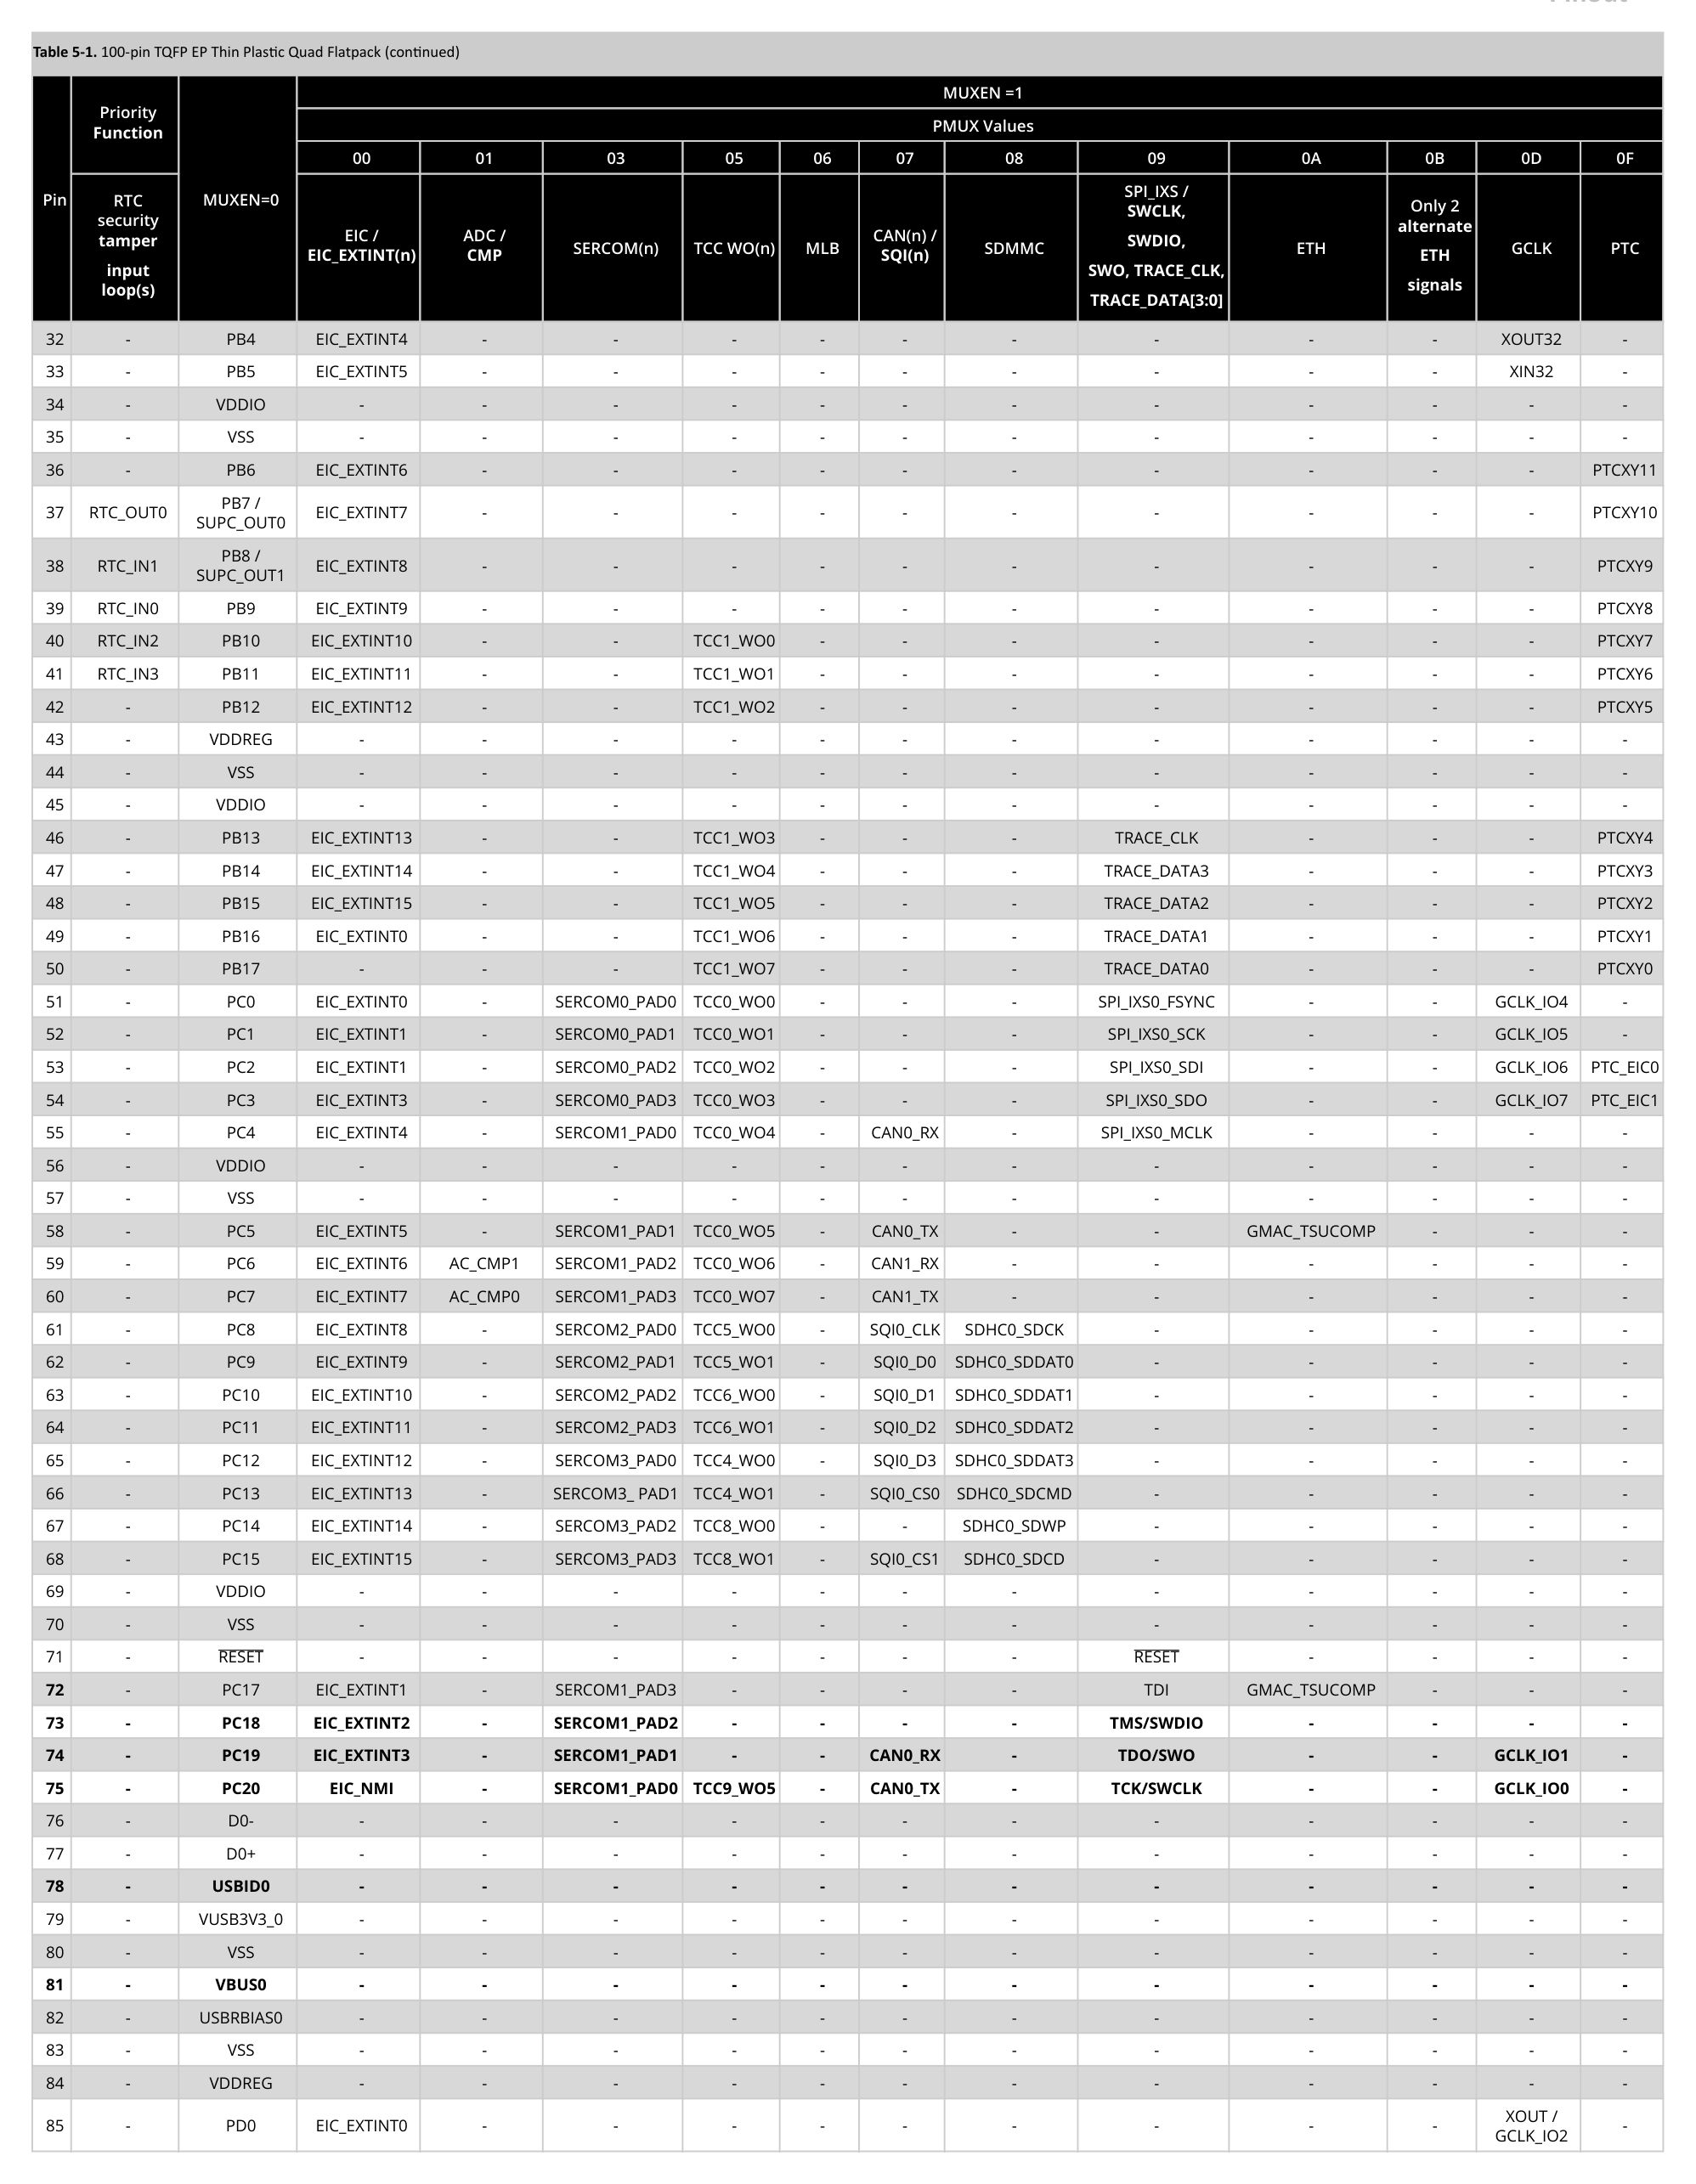 Table 5-1. 100-pin TQFP EP Thin Plastic Quad Flatpack (continued)
Pin | Priority Function | MUXEN=0 | MUXEN =1
PMUX Values
00 | 01 | 03 | 05 | 06 | 07 | 08 | 09 | 0A | 0B | 0D | 0F
RTC security tamper input loop(s) | EIC / EIC_EXTINT(n) | ADC / CMP | SERCOM(n) | TCC WO(n) | MLB | CAN(n) / SQI(n) | SDMMC | SPI_IXS / SWCLK, SWDIO, SWO, TRACE_CLK, TRACE_DATA[3:0] | ETH | Only 2 alternate ETH signals | GCLK | PTC
32 | - | PB4 | EIC_EXTINT4 | - | - | - | - | - | - | - | - | - | XOUT32 | -
33 | - | PB5 | EIC_EXTINT5 | - | - | - | - | - | - | - | - | - | XIN32 | -
34 | - | VDDIO | - | - | - | - | - | - | - | - | - | - | - | -
35 | - | VSS | - | - | - | - | - | - | - | - | - | - | - | -
36 | - | PB6 | EIC_EXTINT6 | - | - | - | - | - | - | - | - | - | - | PTCXY11
37 | RTC_OUT0 | PB7 / SUPC_OUT0 | EIC_EXTINT7 | - | - | - | - | - | - | - | - | - | - | PTCXY10
38 | RTC_IN1 | PB8 / SUPC_OUT1 | EIC_EXTINT8 | - | - | - | - | - | - | - | - | - | - | PTCXY9
39 | RTC_IN0 | PB9 | EIC_EXTINT9 | - | - | - | - | - | - | - | - | - | - | PTCXY8
40 | RTC_IN2 | PB10 | EIC_EXTINT10 | - | - | TCC1_WO0 | - | - | - | - | - | - | - | PTCXY7
41 | RTC_IN3 | PB11 | EIC_EXTINT11 | - | - | TCC1_WO1 | - | - | - | - | - | - | - | PTCXY6
42 | - | PB12 | EIC_EXTINT12 | - | - | TCC1_WO2 | - | - | - | - | - | - | - | PTCXY5
43 | - | VDDREG | - | - | - | - | - | - | - | - | - | - | - | -
44 | - | VSS | - | - | - | - | - | - | - | - | - | - | - | -
45 | - | VDDIO | - | - | - | - | - | - | - | - | - | - | - | -
46 | - | PB13 | EIC_EXTINT13 | - | - | TCC1_WO3 | - | - | - | TRACE_CLK | - | - | - | PTCXY4
47 | - | PB14 | EIC_EXTINT14 | - | - | TCC1_WO4 | - | - | - | TRACE_DATA3 | - | - | - | PTCXY3
48 | - | PB15 | EIC_EXTINT15 | - | - | TCC1_WO5 | - | - | - | TRACE_DATA2 | - | - | - | PTCXY2
49 | - | PB16 | EIC_EXTINT0 | - | - | TCC1_WO6 | - | - | - | TRACE_DATA1 | - | - | - | PTCXY1
50 | - | PB17 | - | - | - | TCC1_WO7 | - | - | - | TRACE_DATA0 | - | - | - | PTCXY0
51 | - | PC0 | EIC_EXTINT0 | - | SERCOM0_PAD0 | TCC0_WO0 | - | - | - | SPI_IXS0_FSYNC | - | - | GCLK_IO4 | -
52 | - | PC1 | EIC_EXTINT1 | - | SERCOM0_PAD1 | TCC0_WO1 | - | - | - | SPI_IXS0_SCK | - | - | GCLK_IO5 | -
53 | - | PC2 | EIC_EXTINT1 | - | SERCOM0_PAD2 | TCC0_WO2 | - | - | - | SPI_IXS0_SDI | - | - | GCLK_IO6 | PTC_EIC0
54 | - | PC3 | EIC_EXTINT3 | - | SERCOM0_PAD3 | TCC0_WO3 | - | - | - | SPI_IXS0_SDO | - | - | GCLK_IO7 | PTC_EIC1
55 | - | PC4 | EIC_EXTINT4 | - | SERCOM1_PAD0 | TCC0_WO4 | - | CAN0_RX | - | SPI_IXS0_MCLK | - | - | - | -
56 | - | VDDIO | - | - | - | - | - | - | - | - | - | - | - | -
57 | - | VSS | - | - | - | - | - | - | - | - | - | - | - | -
58 | - | PC5 | EIC_EXTINT5 | - | SERCOM1_PAD1 | TCC0_WO5 | - | CAN0_TX | - | - | GMAC_TSUCOMP | - | - | -
59 | - | PC6 | EIC_EXTINT6 | AC_CMP1 | SERCOM1_PAD2 | TCC0_WO6 | - | CAN1_RX | - | - | - | - | - | -
60 | - | PC7 | EIC_EXTINT7 | AC_CMP0 | SERCOM1_PAD3 | TCC0_WO7 | - | CAN1_TX | - | - | - | - | - | -
61 | - | PC8 | EIC_EXTINT8 | - | SERCOM2_PAD0 | TCC5_WO0 | - | SQI0_CLK | SDHC0_SDCK | - | - | - | - | -
62 | - | PC9 | EIC_EXTINT9 | - | SERCOM2_PAD1 | TCC5_WO1 | - | SQI0_D0 | SDHC0_SDDAT0 | - | - | - | - | -
63 | - | PC10 | EIC_EXTINT10 | - | SERCOM2_PAD2 | TCC6_WO0 | - | SQI0_D1 | SDHC0_SDDAT1 | - | - | - | - | -
64 | - | PC11 | EIC_EXTINT11 | - | SERCOM2_PAD3 | TCC6_WO1 | - | SQI0_D2 | SDHC0_SDDAT2 | - | - | - | - | -
65 | - | PC12 | EIC_EXTINT12 | - | SERCOM3_PAD0 | TCC4_WO0 | - | SQI0_D3 | SDHC0_SDDAT3 | - | - | - | - | -
66 | - | PC13 | EIC_EXTINT13 | - | SERCOM3_ PAD1 | TCC4_WO1 | - | SQI0_CS0 | SDHC0_SDCMD | - | - | - | - | -
67 | - | PC14 | EIC_EXTINT14 | - | SERCOM3_PAD2 | TCC8_WO0 | - | - | SDHC0_SDWP | - | - | - | - | -
68 | - | PC15 | EIC_EXTINT15 | - | SERCOM3_PAD3 | TCC8_WO1 | - | SQI0_CS1 | SDHC0_SDCD | - | - | - | - | -
69 | - | VDDIO | - | - | - | - | - | - | - | - | - | - | - | -
70 | - | VSS | - | - | - | - | - | - | - | - | - | - | - | -
71 | - | RESET | - | - | - | - | - | - | - | RESET | - | - | - | -
72 | - | PC17 | EIC_EXTINT1 | - | SERCOM1_PAD3 | - | - | - | - | TDI | GMAC_TSUCOMP | - | - | -
73 | - | PC18 | EIC_EXTINT2 | - | SERCOM1_PAD2 | - | - | - | - | TMS/SWDIO | - | - | - | -
74 | - | PC19 | EIC_EXTINT3 | - | SERCOM1_PAD1 | - | - | CAN0_RX | - | TDO/SWO | - | - | GCLK_IO1 | -
75 | - | PC20 | EIC_NMI | - | SERCOM1_PAD0 | TCC9_WO5 | - | CAN0_TX | - | TCK/SWCLK | - | - | GCLK_IO0 | -
76 | - | D0- | - | - | - | - | - | - | - | - | - | - | - | -
77 | - | D0+ | - | - | - | - | - | - | - | - | - | - | - | -
78 | - | USBID0 | - | - | - | - | - | - | - | - | - | - | - | -
79 | - | VUSB3V3_0 | - | - | - | - | - | - | - | - | - | - | - | -
80 | - | VSS | - | - | - | - | - | - | - | - | - | - | - | -
81 | - | VBUS0 | - | - | - | - | - | - | - | - | - | - | - | -
82 | - | USBRBIAS0 | - | - | - | - | - | - | - | - | - | - | - | -
83 | - | VSS | - | - | - | - | - | - | - | - | - | - | - | -
84 | - | VDDREG | - | - | - | - | - | - | - | - | - | - | - | -
85 | - | PD0 | EIC_EXTINT0 | - | - | - | - | - | - | - | - | - | XOUT / GCLK_IO2 | -